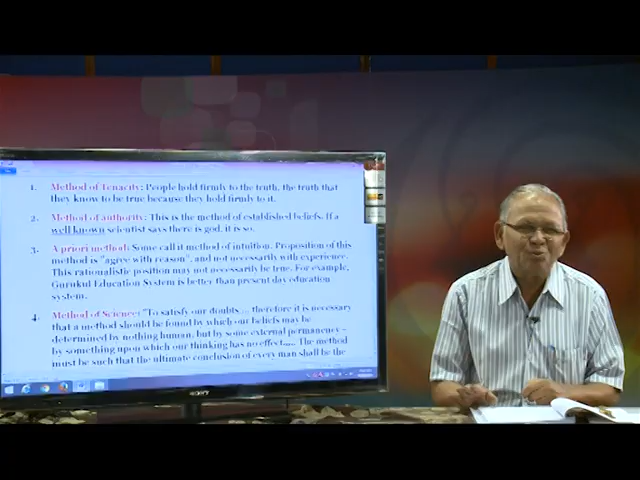 1. Method of Tenacity: People hold firmly to the truth, the truth that
they know to be true because they hold firmly to it.
2. Method of authority: This is the method of established beliefs. If a
well known scientist says there is god, it is so.
3. A priori method: Some call it method of intuition. Proposition of this
method is "agree with reason", and not necessarily with experience.
This rationalistic position may not necessarily be true. For example,
Gurukul Education System is better than present day education
system.
4. Method of Science: "To satisfy our doubts... therefore it is necessary
that a method should be found by which our beliefs may be
determined by nothing human, but by some external permanency –
by something upon which our thinking has no effect..... The method
must be such that the ultimate conclusion of every man shall be the
SONY